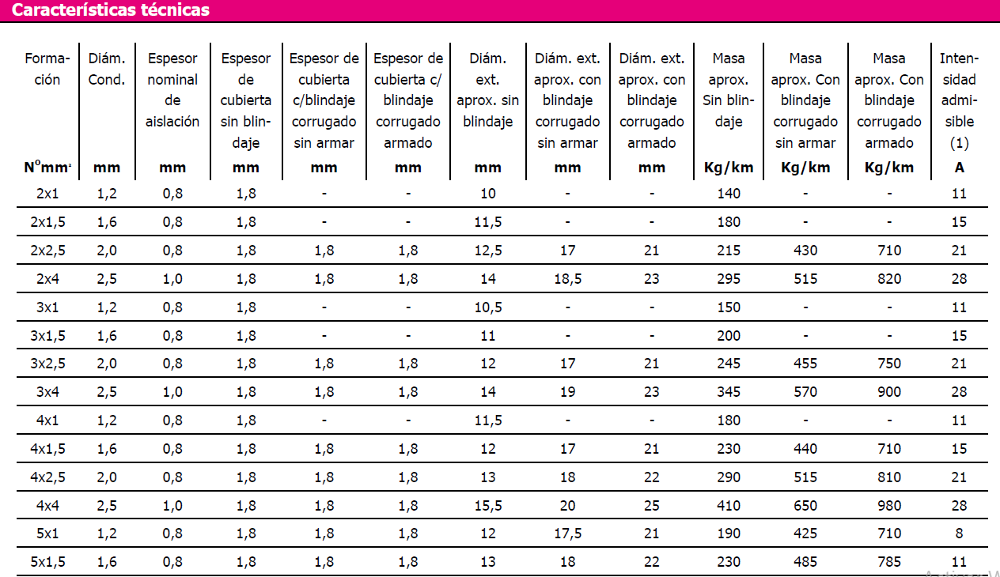 Características técnicas
Forma- Diám. Espesor Espesor Espesor de Espesor de Diám. Diám. ext. Diám. ext. Masa Masa Masa Inten-
ción Cond. nominal de cubierta cubierta c/ ext. aprox. con aprox. con aprox. aprox. Con aprox. Con sidad
de cubierta c/blindaje blindaje aprox. sin blindaje blindaje Sin blin- blindaje blindaje admi-
aislación sin blin- corrugado corrugado blindaje corrugado corrugado daje corrugado corrugado sible
daje sin armar armado sin armar armado sin armar armado (1)
Nºmm² mm mm mm mm mm mm mm mm Kg/km Kg/km Kg/km A
2x1 1,2 0,8 1,8 - - 10 - - 140 - - 11
2x1,5 1,6 0,8 1,8 - - 11,5 - - 180 - - 15
2x2,5 2,0 0,8 1,8 1,8 1,8 12,5 17 21 215 430 710 21
2x4 2,5 1,0 1,8 1,8 1,8 14 18,5 23 295 515 820 28
3x1 1,2 0,8 1,8 - - 10,5 - - 150 - - 11
3x1,5 1,6 0,8 1,8 - - 11 - - 200 - - 15
3x2,5 2,0 0,8 1,8 1,8 1,8 12 17 21 245 455 750 21
3x4 2,5 1,0 1,8 1,8 1,8 14 19 23 345 570 900 28
4x1 1,2 0,8 1,8 - - 11,5 - - 180 - - 11
4x1,5 1,6 0,8 1,8 1,8 1,8 12 17 21 230 440 710 15
4x2,5 2,0 0,8 1,8 1,8 1,8 13 18 22 290 515 810 21
4x4 2,5 1,0 1,8 1,8 1,8 15,5 20 25 410 650 980 28
5x1 1,2 0,8 1,8 1,8 1,8 12 17,5 21 190 425 710 8
5x1,5 1,6 0,8 1,8 1,8 1,8 13 18 22 230 485 785 11